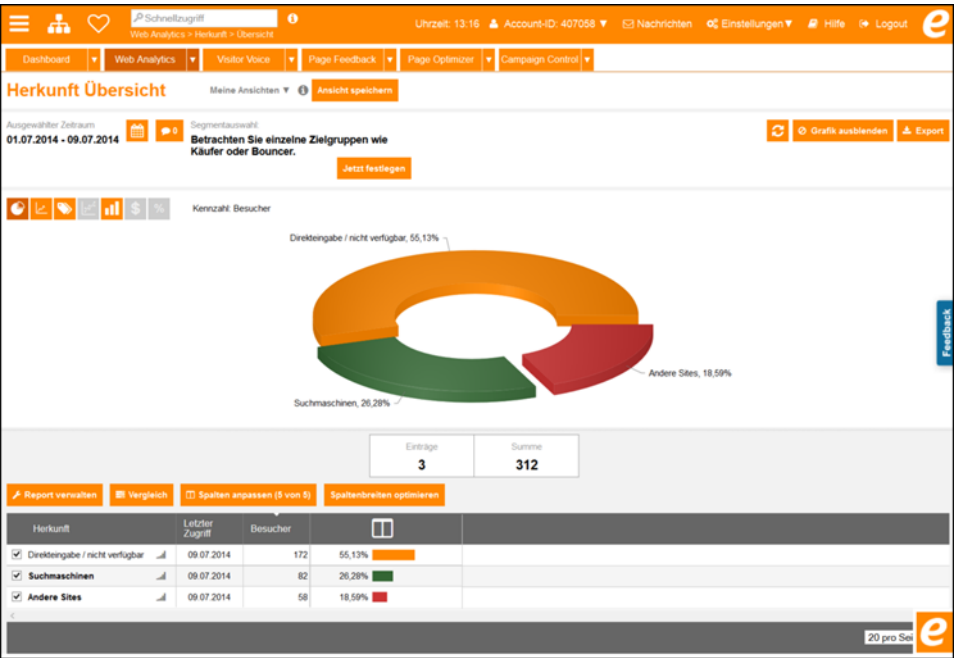 Schnellzugriff
Uhrzeit: 13:16 Account-ID: 407058 ▼ Nachrichten Einstellungen▼ Hilfe Logout
Web Analytics > Herkunft > Übersicht
Dashboard Web Analytics Visitor Voice Page Feedback Page Optimizer Campaign Control
Herkunft Übersicht Meine Ansichten ▼ Ansicht speichern
Ausgewählter Zeitraum Segmentauswahl:
01.07.2014 - 09.07.2014 0 Betrachten Sie einzelne Zielgruppen wie
Käufer oder Bouncer.
Grafik ausblenden Export
Jetzt festlegen
$ % Kennzahl: Besucher
Direkteingabe / nicht verfügbar, 55,13%
Feedback
Andere Sites, 18,59%
Suchmaschinen, 26,28%
Einträge Summe
3 312
Report verwalten Vergleich Spalten anpassen (5 von 5) Spaltenbreiten optimieren
Herkunft Letzter Zugriff Besucher
Direkteingabe / nicht verfügbar 09.07.2014 172 55,13%
Suchmaschinen 09.07.2014 82 26,28%
Andere Sites 09.07.2014 58 18,59%
20 pro Sei